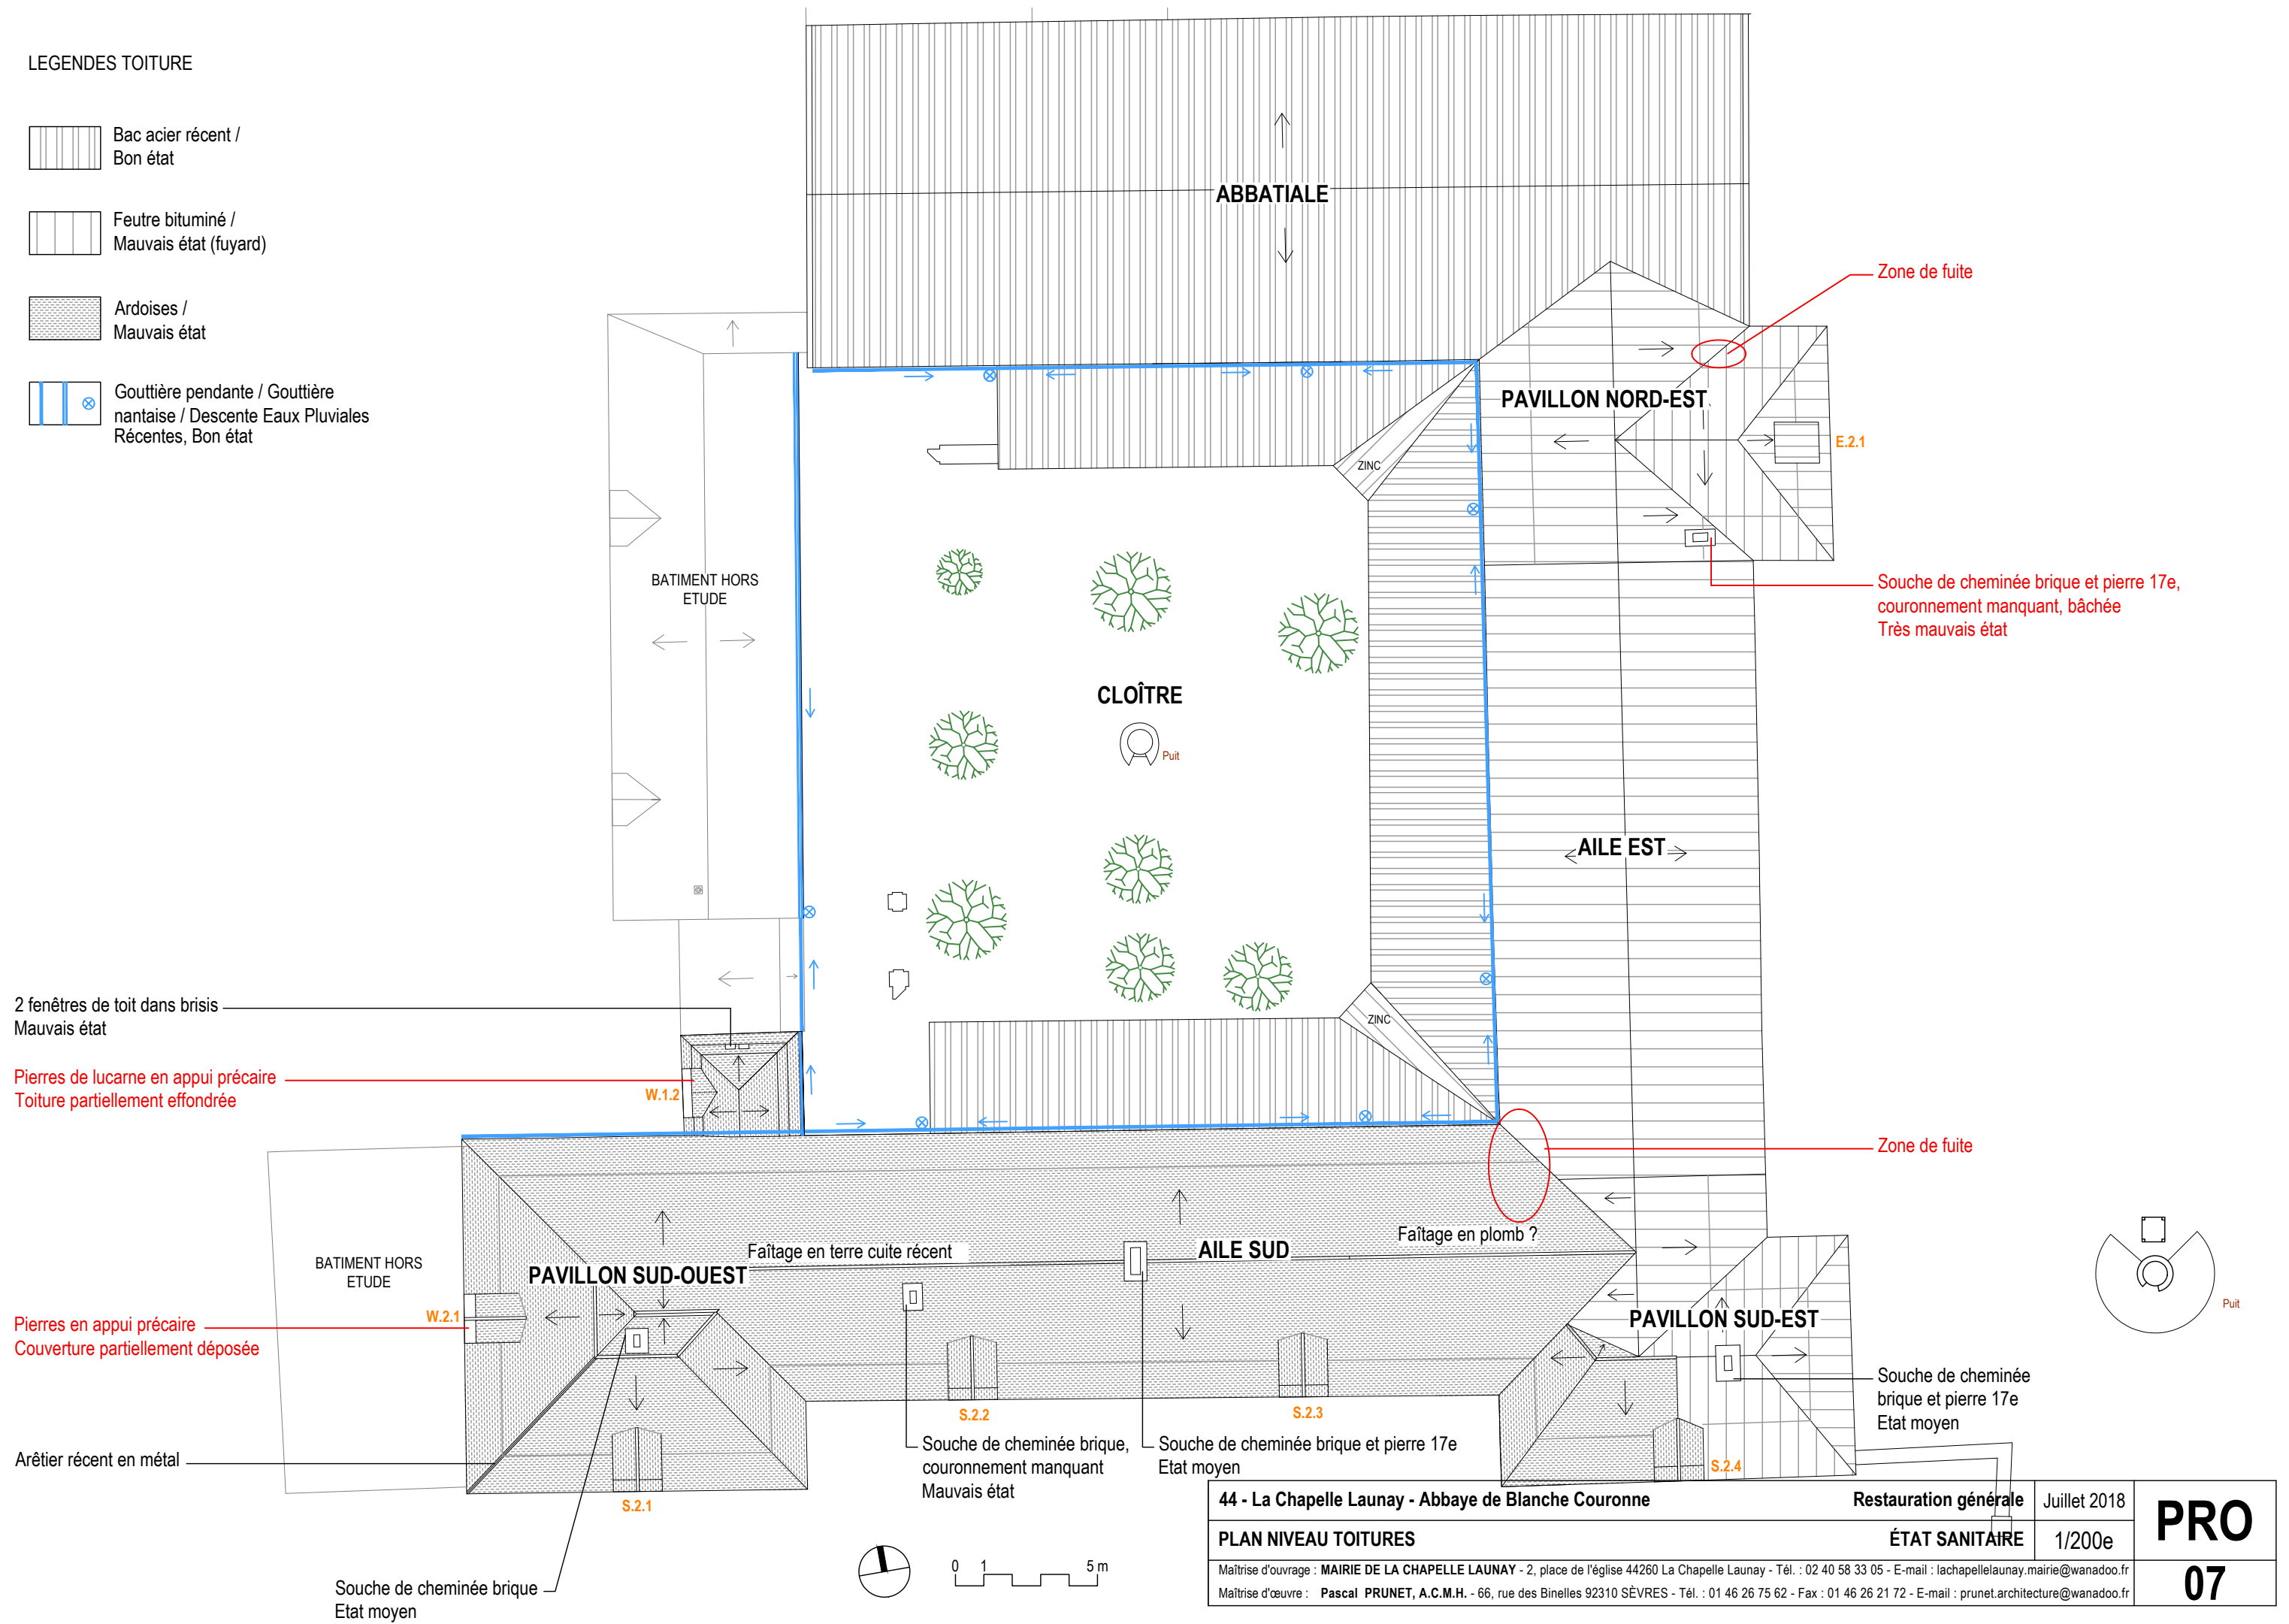 LEGENDES TOITURE
Bac acier récent /
Bon état
Feutre bituminé /
Mauvais état (fuyard)
Ardoises /
Mauvais état
Gouttière pendante / Gouttière
nantaise / Descente Eaux Pluviales
Récentes, Bon état
ABBATIALE
Zone de fuite
PAVILLON NORD-EST
E.2.1
ZINC
BATIMENT HORS
ETUDE
Souche de cheminée brique et pierre 17e,
couronnement manquant, bâchée
Très mauvais état
CLOÎTRE
Puit
AILE EST
2 fenêtres de toit dans brisis
Mauvais état
ZINC
Pierres de lucarne en appui précaire
Toiture partiellement effondrée
W.1.2
Zone de fuite
Faîtage en plomb ?
Faîtage en terre cuite récent
AILE SUD
BATIMENT HORS
ETUDE
PAVILLON SUD-OUEST
W.2.1
Pierres en appui précaire
Couverture partiellement déposée
PAVILLON SUD-EST
Puit
Souche de cheminée
brique et pierre 17e
Etat moyen
S.2.2
S.2.3
Souche de cheminée brique,
couronnement manquant
Mauvais état
Souche de cheminée brique et pierre 17e
Etat moyen
Arêtier récent en métal
S.2.4
S.2.1
Souche de cheminée brique
Etat moyen
0 1 5 m
44 - La Chapelle Launay - Abbaye de Blanche Couronne Restauration générale Juillet 2018
PLAN NIVEAU TOITURES ÉTAT SANITAIRE 1/200e
Maîtrise d'ouvrage : MAIRIE DE LA CHAPELLE LAUNAY - 2, place de l'église 44260 La Chapelle Launay - Tél. : 02 40 58 33 05 - E-mail : lachapellelaunay.mairie@wanadoo.fr
Maîtrise d'œuvre : Pascal PRUNET, A.C.M.H. - 66, rue des Binelles 92310 SÈVRES - Tél. : 01 46 26 75 62 - Fax : 01 46 26 21 72 - E-mail : prunet.architecture@wanadoo.fr
PRO
07